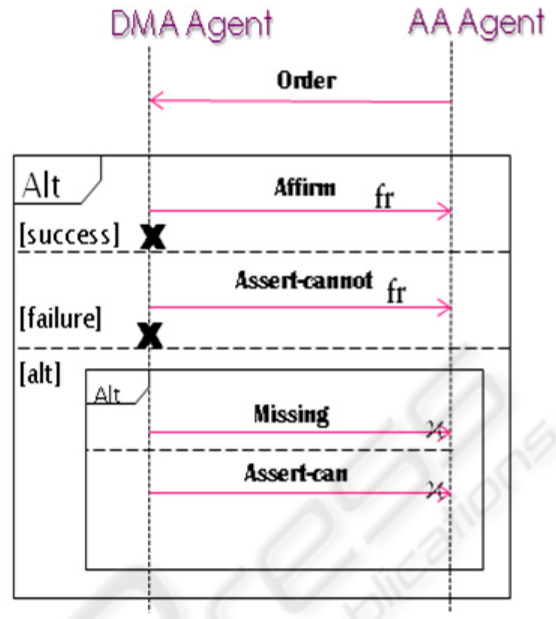 DMA Agent AA Agent
Order
Alt
Affirm fr
[success]
Assert-cannot fr
[failure]
[alt]
Alt
Missing
Assert-can